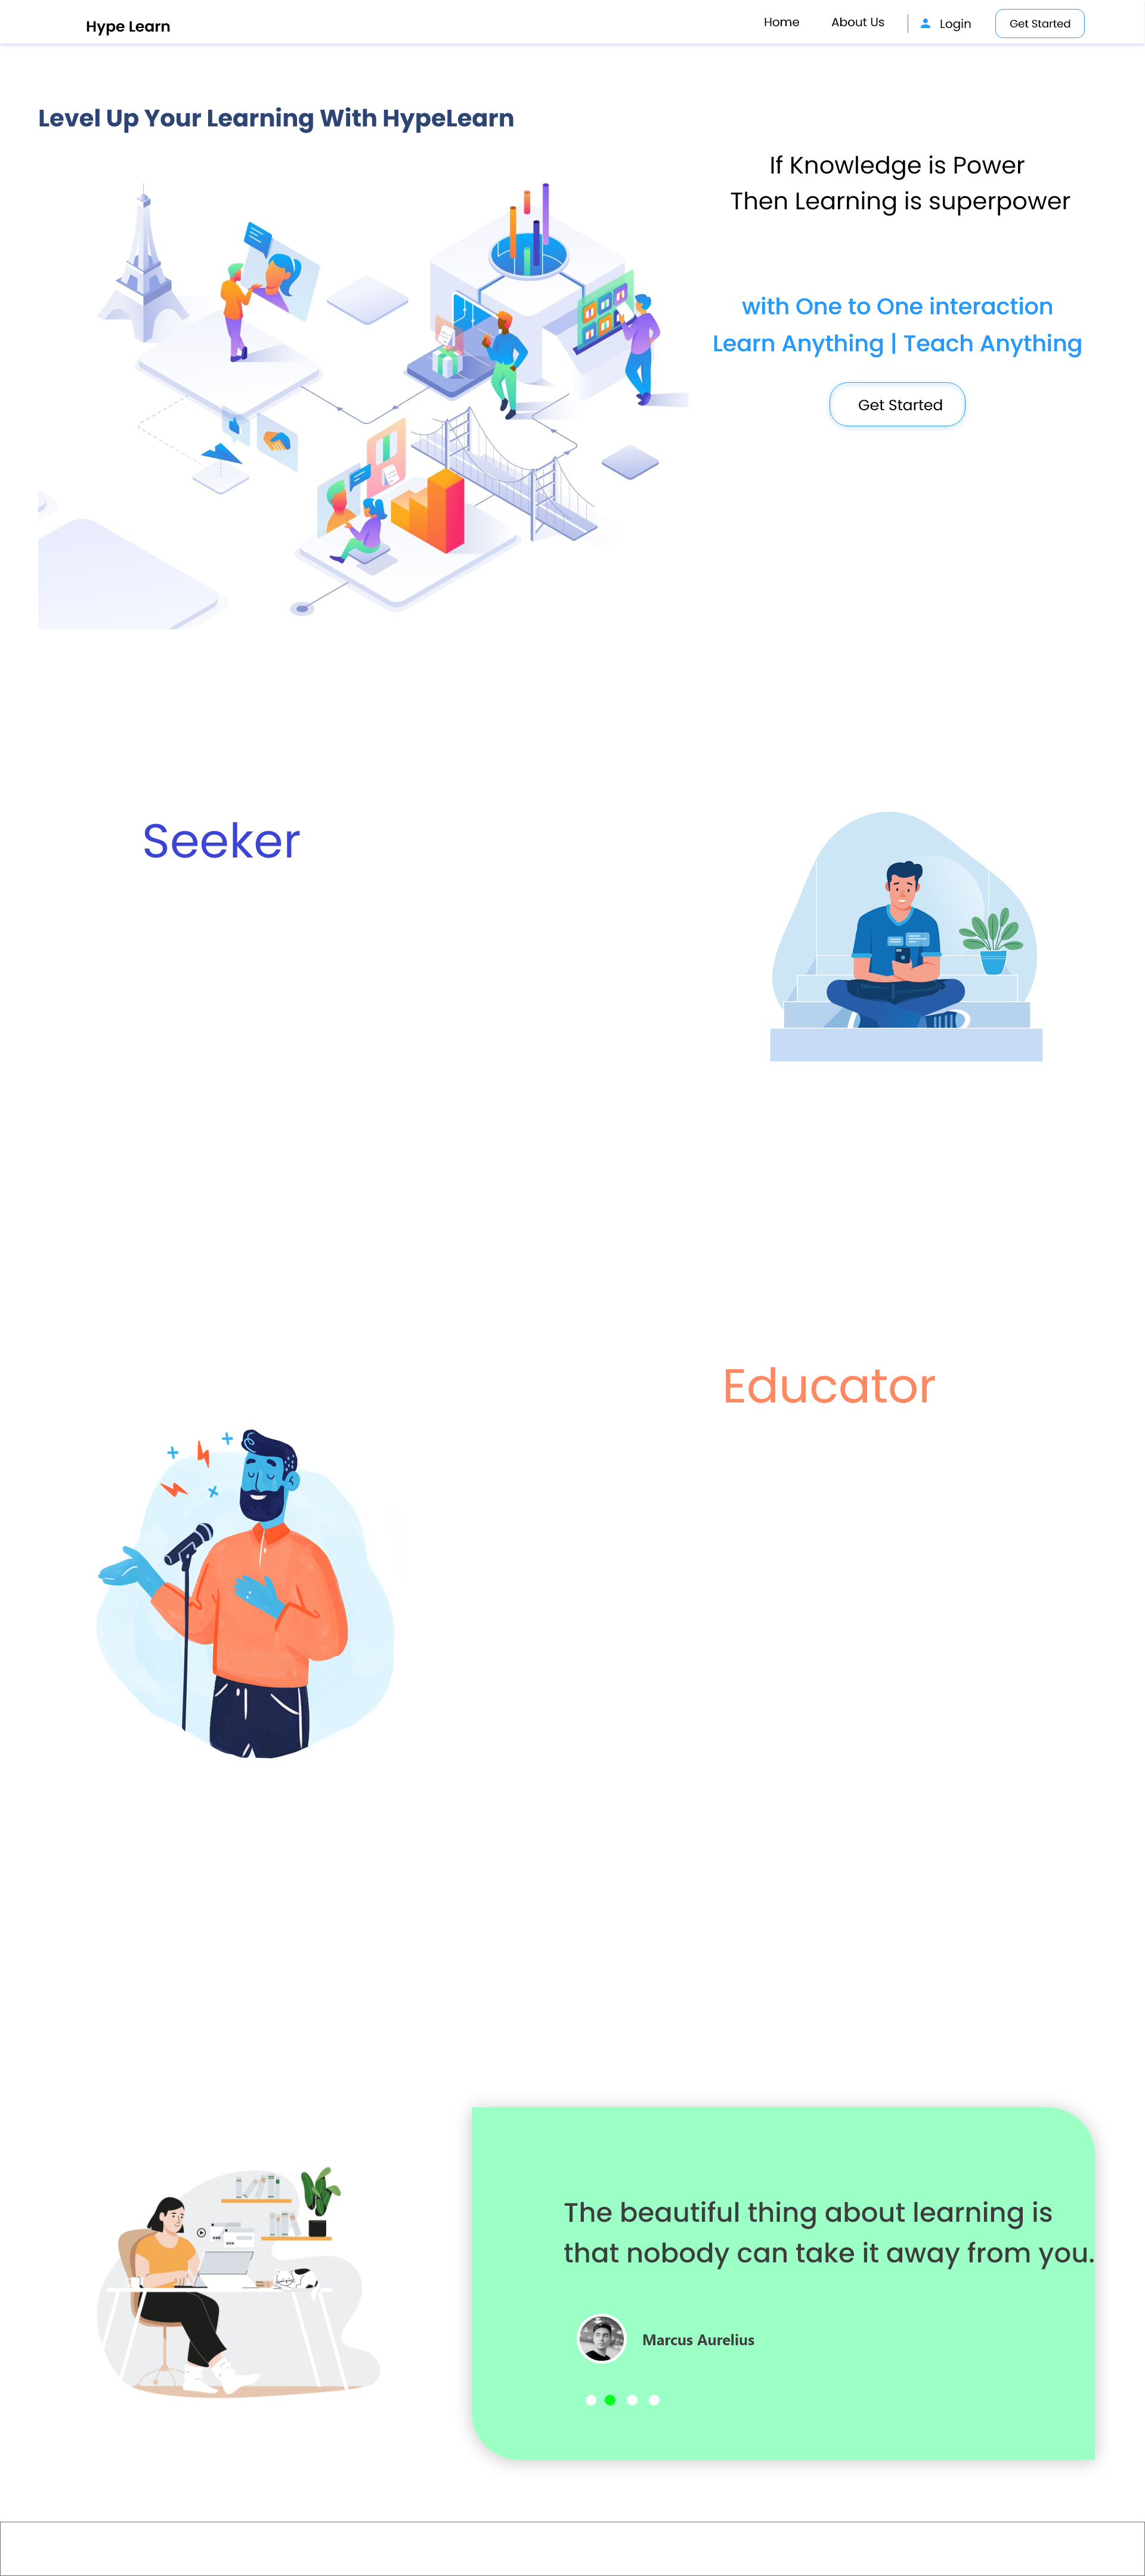 Hype Learn
Home
About Us
Login
Get Started
Level Up Your Learning With HypeLearn
If Knowledge is Power
Then Learning is superpower
with One to One interaction
Learn Anything | Teach Anything
Get Started
Seeker
Educator
The beautiful thing about learning is
that nobody can take it away from you.
Marcus Aurelius